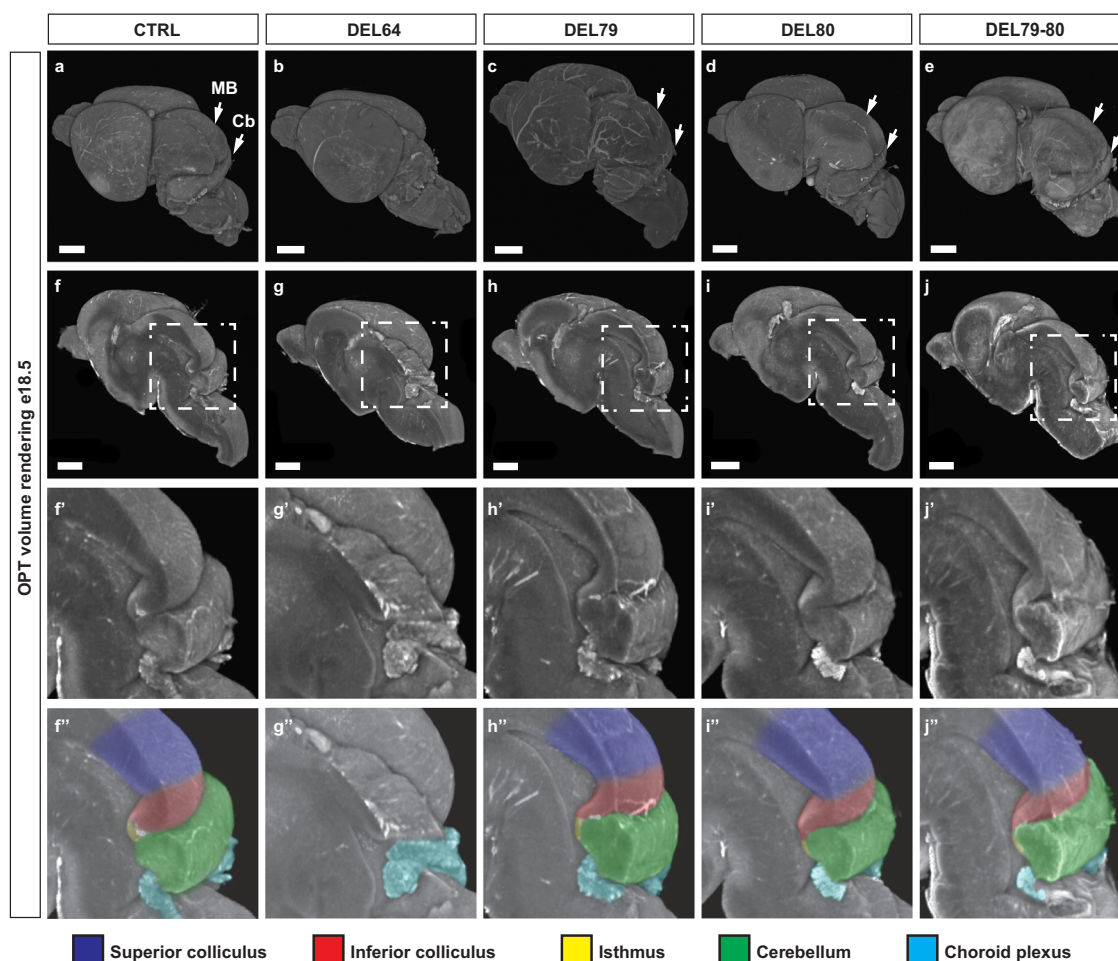 CTRL
DEL64
DEL79
DEL80
DEL79-80
OPT volume rendering e18.5
a
MB
Cb
b
c
d
e
f
g
h
i
j
f'
g'
h'
i'
j'
f''
g''
h''
i''
j''
Superior colliculus
Inferior colliculus
Isthmus
Cerebellum
Choroid plexus